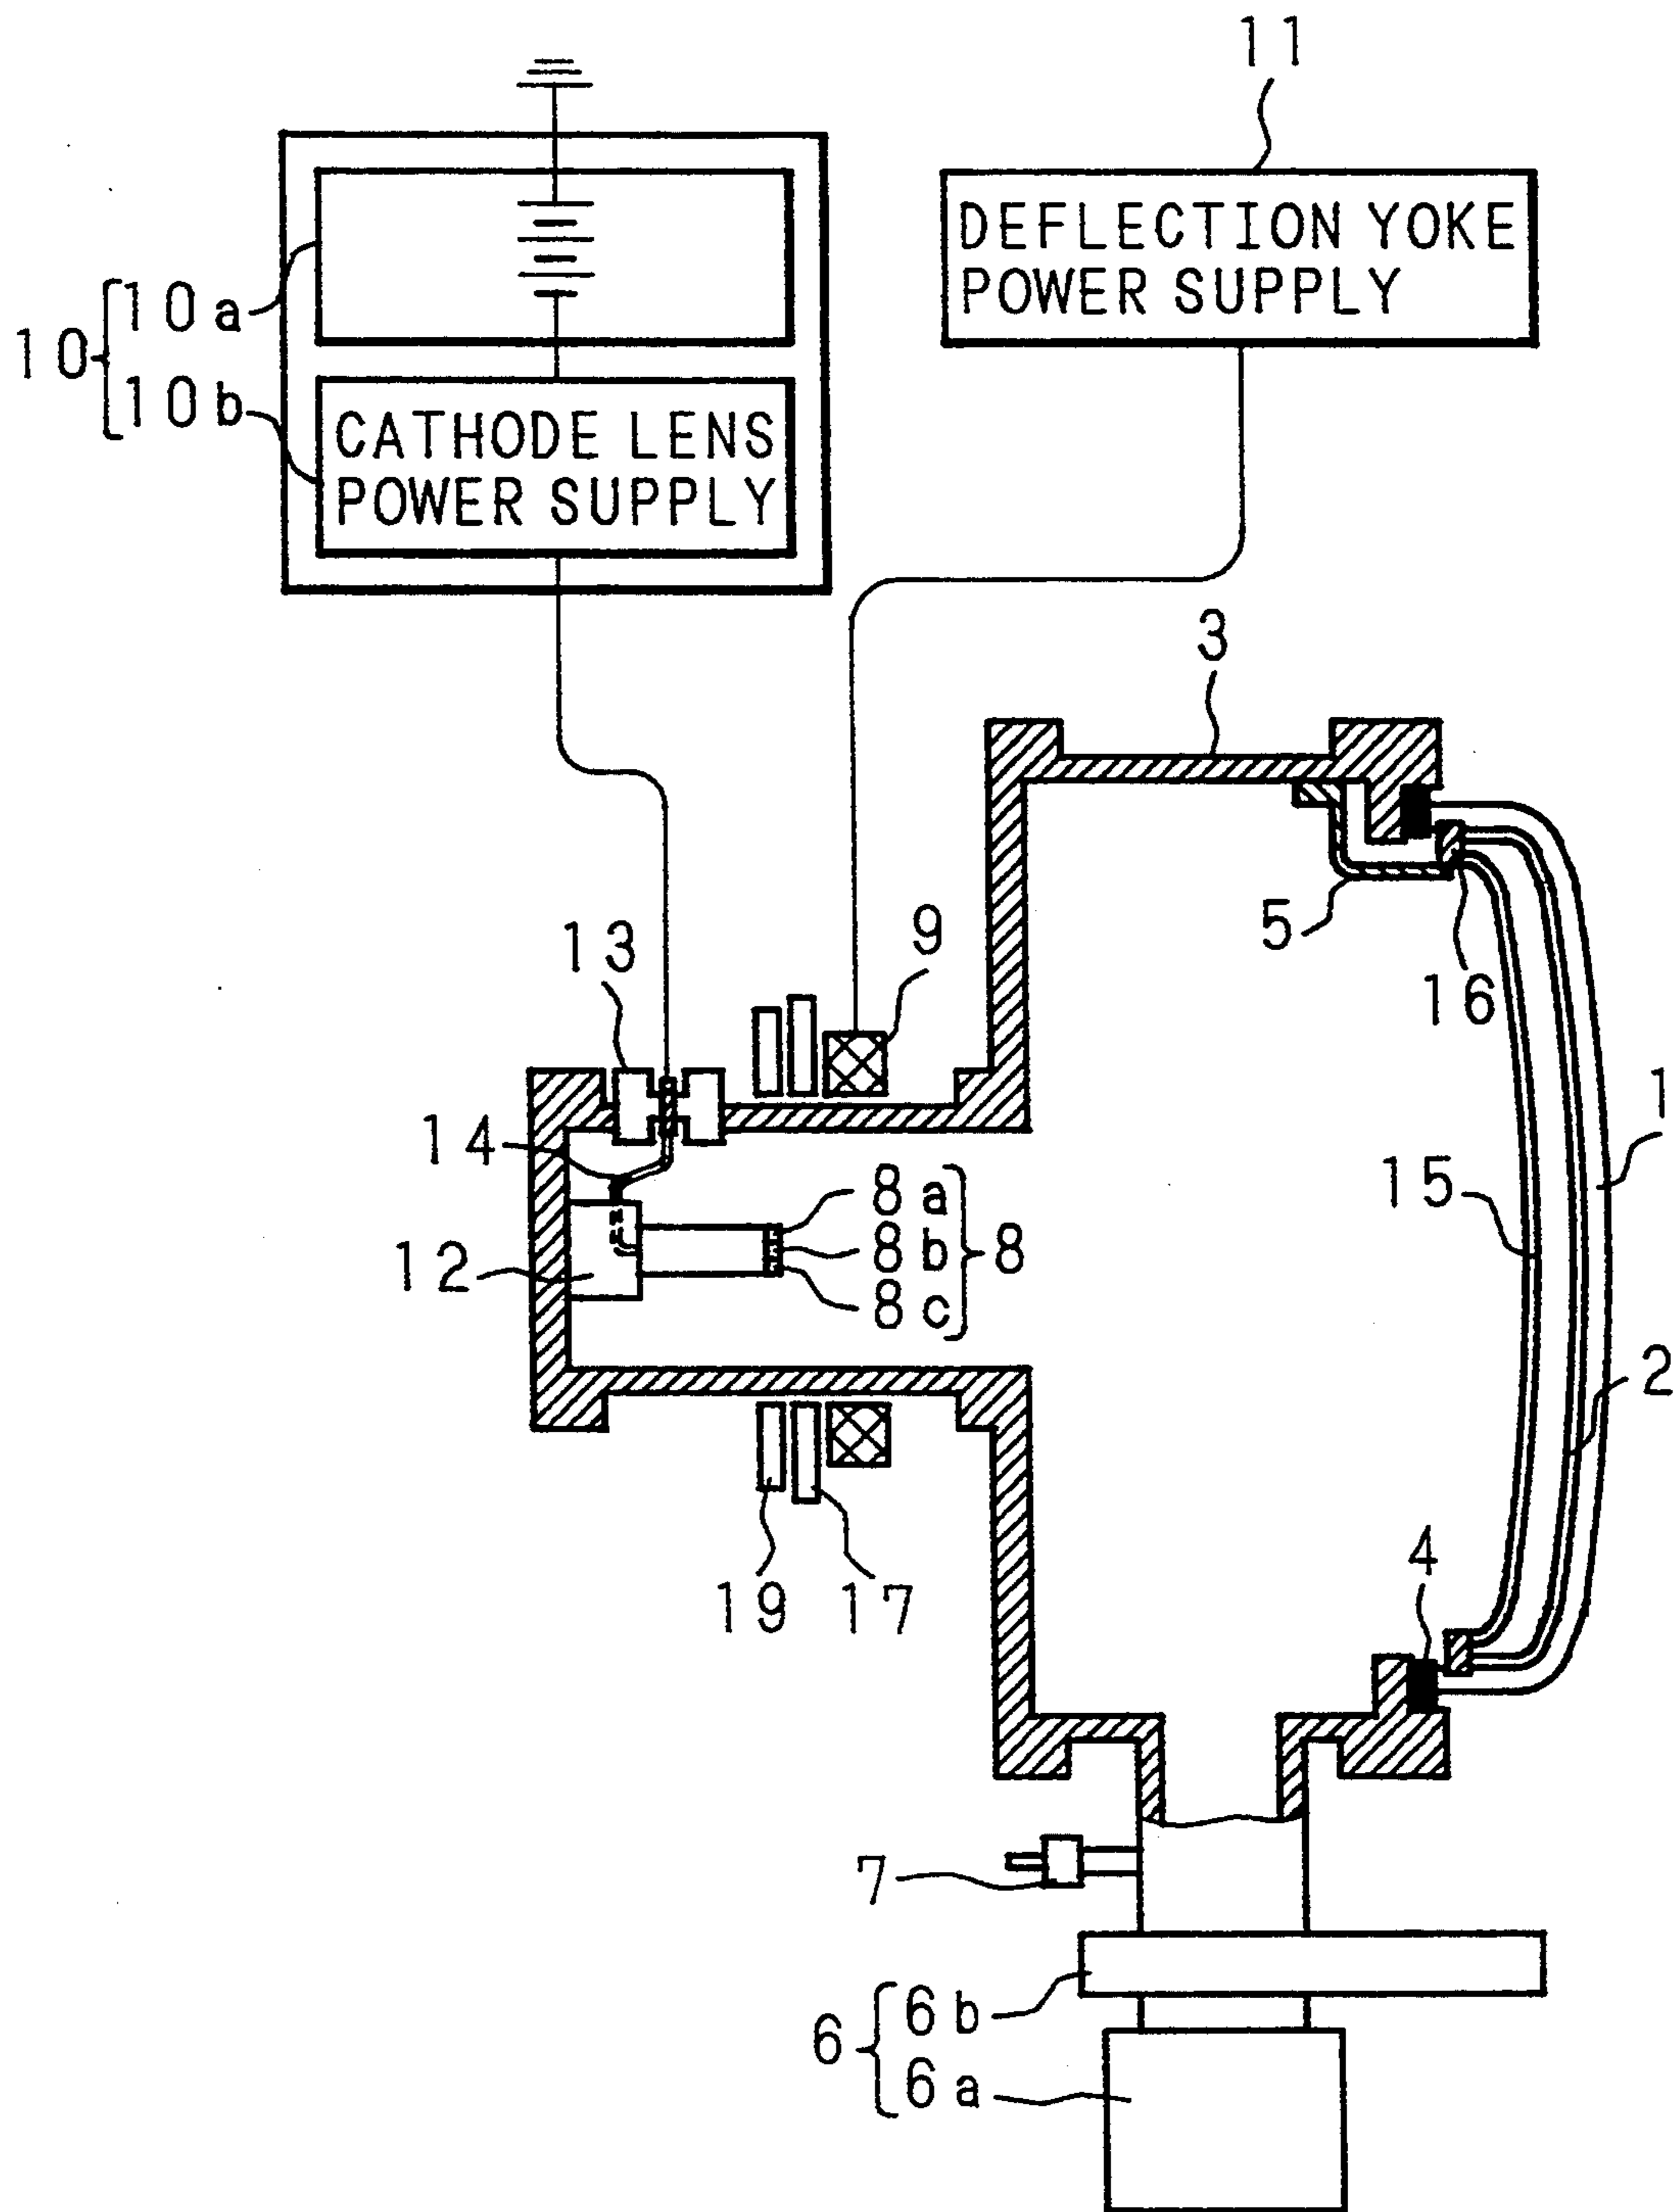 11
DEFLECTION YOKE
POWER SUPPLY
10a
10
10b
CATHODE LENS
POWER SUPPLY
3
5
16
13
9
1
14
15
8a
8b
8
8c
12
2
19
17
4
7
6b
6
6a